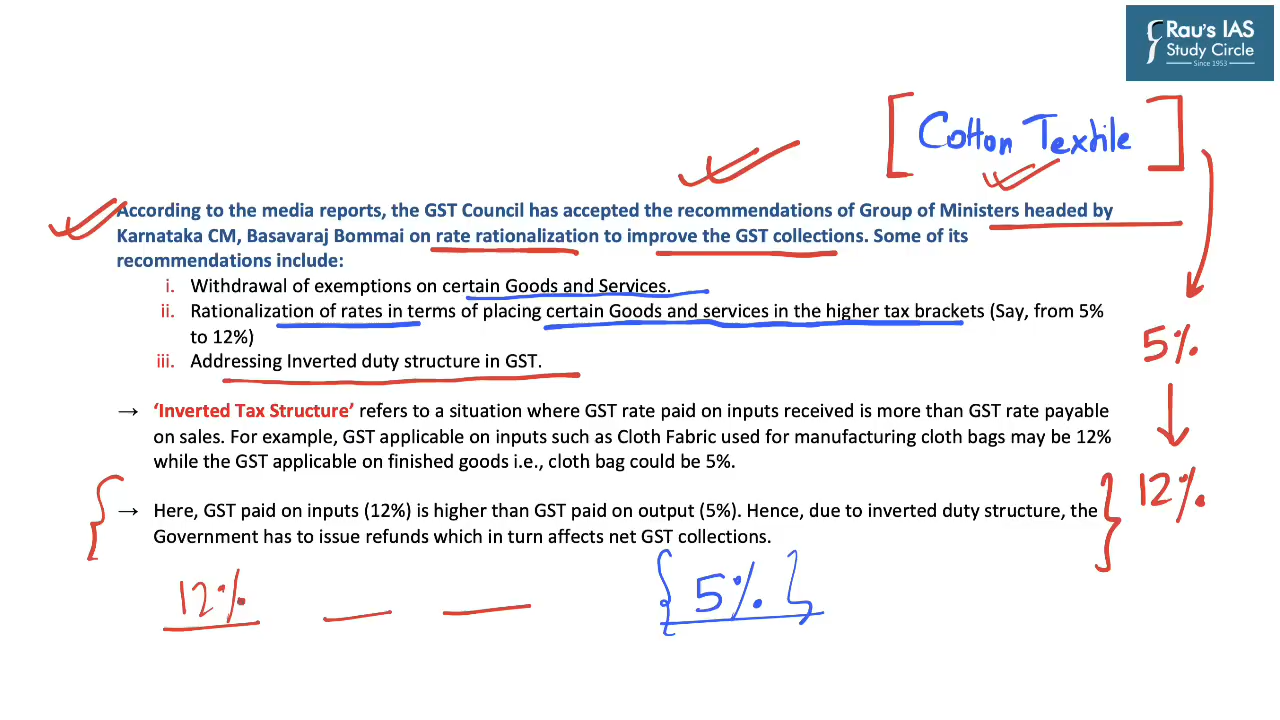 Rau's IAS
Study Circle
Since 1953
Cotton Textile
According to the media reports, the GST Council has accepted the recommendations of Group of Ministers headed by
Karnataka CM, Basavaraj Bommai on rate rationalization to improve the GST collections. Some of its
recommendations include:
i. Withdrawal of exemptions on certain Goods and Services.
ii. Rationalization of rates in terms of placing certain Goods and services in the higher tax brackets (Say, from 5%
to 12%)
iii. Addressing Inverted duty structure in GST.
5%
→ 'Inverted Tax Structure' refers to a situation where GST rate paid on inputs received is more than GST rate payable
on sales. For example, GST applicable on inputs such as Cloth Fabric used for manufacturing cloth bags may be 12%
while the GST applicable on finished goods i.e., cloth bag could be 5%.
12%
→ Here, GST paid on inputs (12%) is higher than GST paid on output (5%). Hence, due to inverted duty structure, the
Government has to issue refunds which in turn affects net GST collections.
12% {5%}